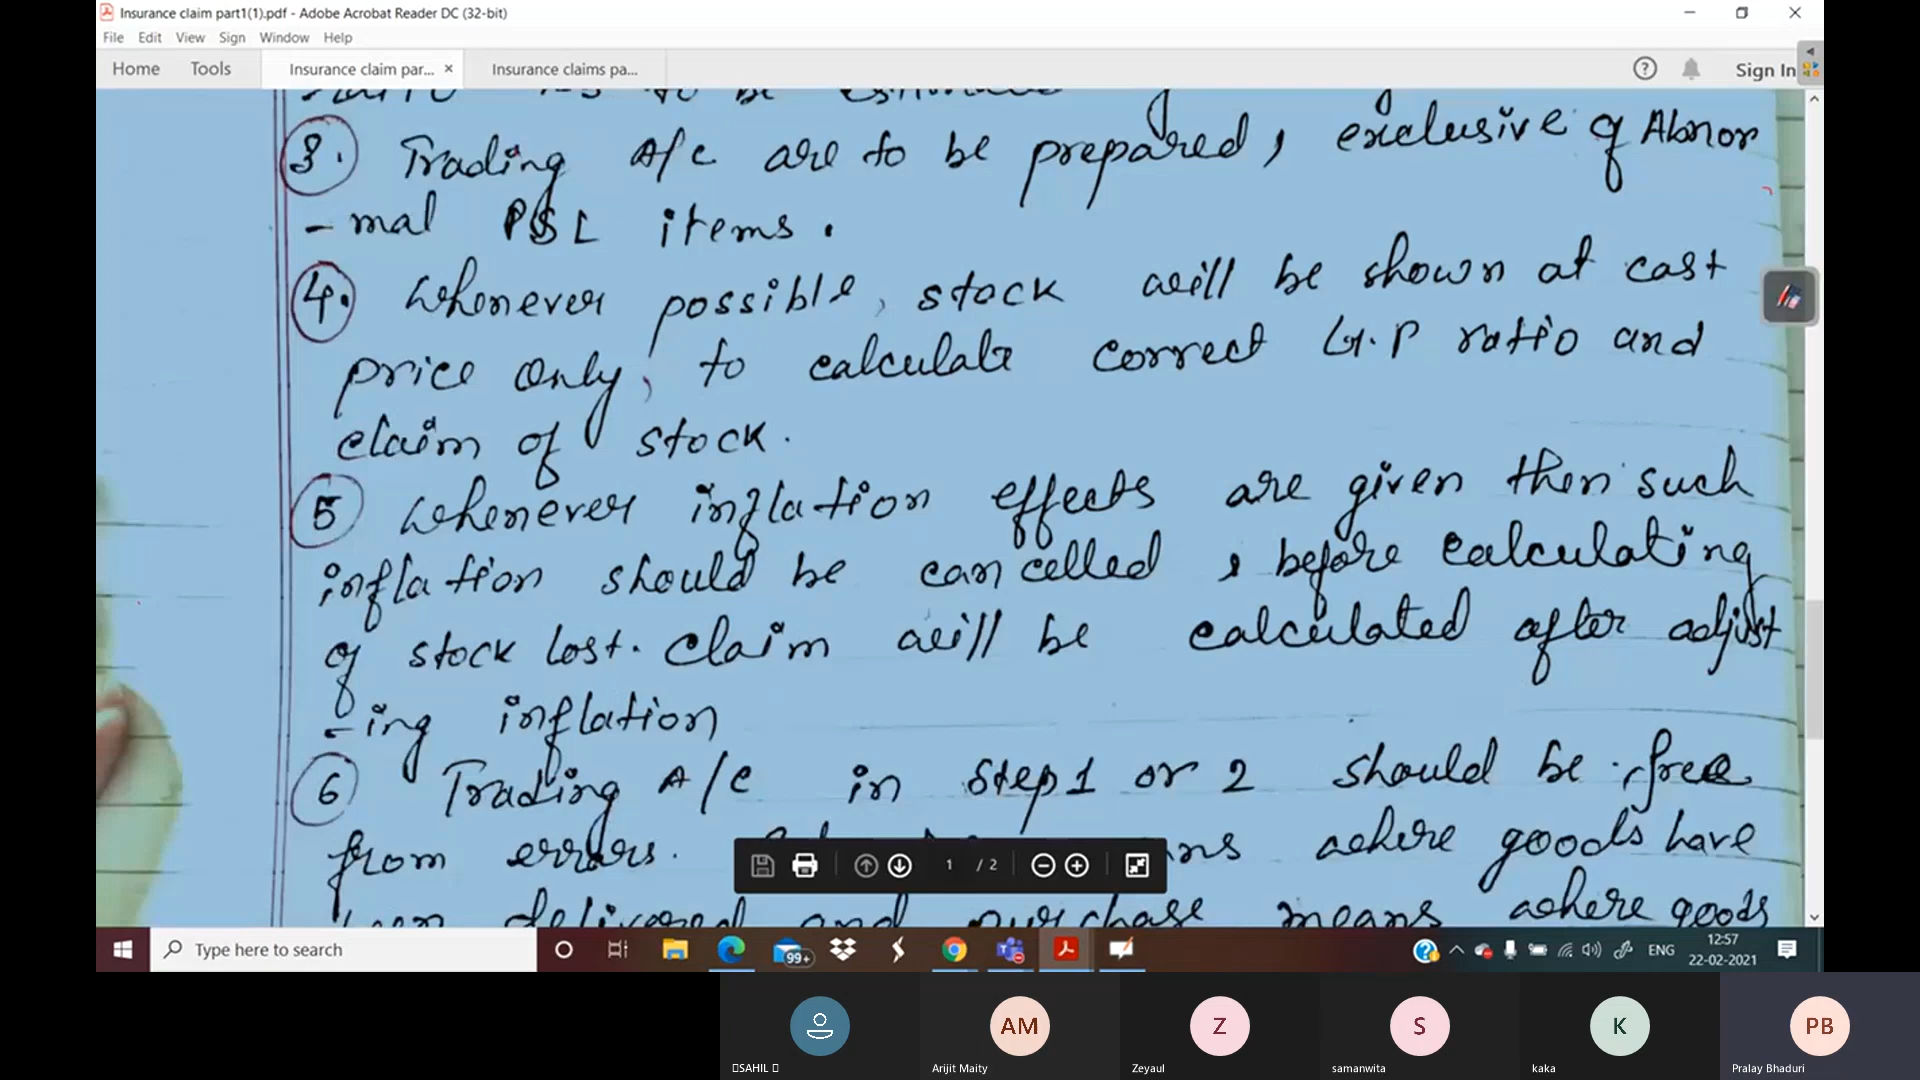 Insurance claim part1(1).pdf - Adobe Acrobat Reader DC (32-bit)
File Edit View Sign Window Help
Home Tools Insurance claim par... × Insurance claims pa... Sign In
3. Trading A/c are to be prepared, exclusive of Abnor
-mal P&L items.
4. Whenever possible, stock will be shown at cost
price only, to calculate correct G.P ratio and
claim of stock.
5 Whenever inflation effects are given then such
inflation should be cancelled, before calculating
of stock lost. Claim will be calculated after adjust
-ing inflation
6 Trading A/c in Step 1 or 2 should be free
from errors. where goods have
delivered and purchase means where goods
1 / 2
Type here to search
99+
ENG
12:57
22-02-2021
AM Z S K PB
SAHIL Arijit Maity Zeyaul samanwita kaka Pralay Bhaduri